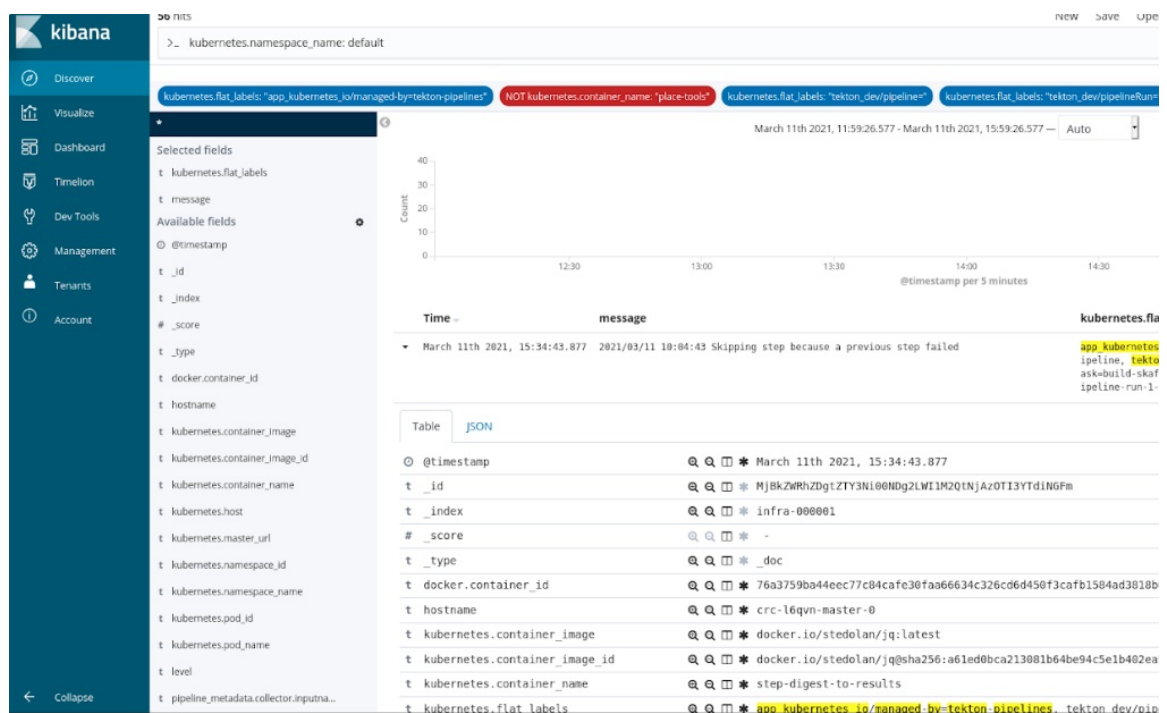 56 hits
New Save
kibana
>_ kubernetes.namespace_name: default
Discover
Visualize
Dashboard
Timelion
Dev Tools
Management
Tenants
Account
Collapse
kubernetes.flat_labels: "app_kubernetes_io/managed-by=tekton-pipelines" NOT kubernetes.container_name: "place-tools" kubernetes.flat_labels: "tekton_dev/pipeline=" kubernetes.flat_labels: "tekton_dev/pipelineRun=
*
Selected fields
t kubernetes.flat_labels
t message
Available fields
@timestamp
t _id
t _index
# _score
t _type
t docker.container_id
t hostname
t kubernetes.container_image
t kubernetes.container_image_id
t kubernetes.container_name
t kubernetes.host
t kubernetes.master_url
t kubernetes.namespace_id
t kubernetes.namespace_name
t kubernetes.pod_id
t kubernetes.pod_name
t level
t pipeline_metadata.collector.inputna...
March 11th 2021, 11:59:26.577 - March 11th 2021, 15:59:26.577 — Auto
Count
40
30
20
10
0
12:30 13:00 13:30 14:00 14:30
@timestamp per 5 minutes
Time message kubernetes.fla
March 11th 2021, 15:34:43.877 2021/03/11 10:04:43 Skipping step because a previous step failed
app_kubernetes
ipeline, tekto
ask=build-skaf
ipeline-run-1-
Table JSON
@timestamp March 11th 2021, 15:34:43.877
t _id MjBkZWRhZDgtZTY3Ni00NDg2LWI1M2QtNjAzOTI3YTdiNGFm
t _index infra-000001
# _score -
t _type _doc
t docker.container_id 76a3759ba44eec77c84cafe30faa66634c326cd6d450f3cafb1584ad3818b
t hostname crc-l6qvn-master-0
t kubernetes.container_image docker.io/stedolan/jq:latest
t kubernetes.container_image_id docker.io/stedolan/jq@sha256:a61ed0bca213081b64be94c5e1b402ea
t kubernetes.container_name step-digest-to-results
t kubernetes.flat_labels app_kubernetes_io/managed-by=tekton-pipelines, tekton_dev/pip